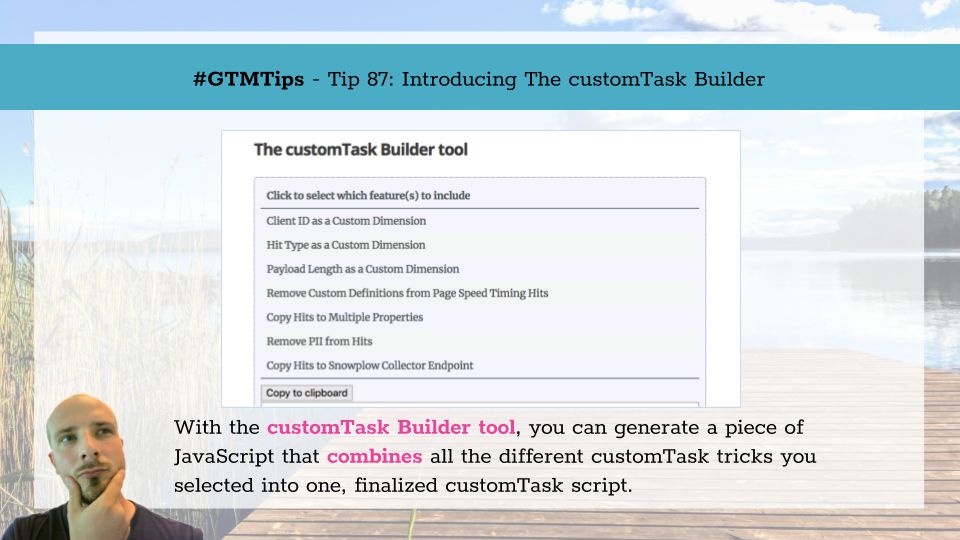 #GTMTips - Tip 87: Introducing The customTask Builder
The customTask Builder tool
Click to select which feature(s) to include
Client ID as a Custom Dimension
Hit Type as a Custom Dimension
Payload Length as a Custom Dimension
Remove Custom Definitions from Page Speed Timing Hits
Copy Hits to Multiple Properties
Remove PII from Hits
Copy Hits to Snowplow Collector Endpoint
Copy to clipboard
With the customTask Builder tool, you can generate a piece of
JavaScript that combines all the different customTask tricks you
selected into one, finalized customTask script.